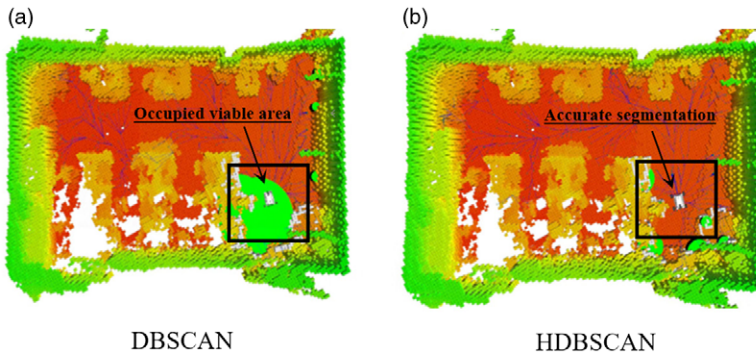 (a)
(b)
Occupied viable area
Accurate segmentation
DBSCAN
HDBSCAN